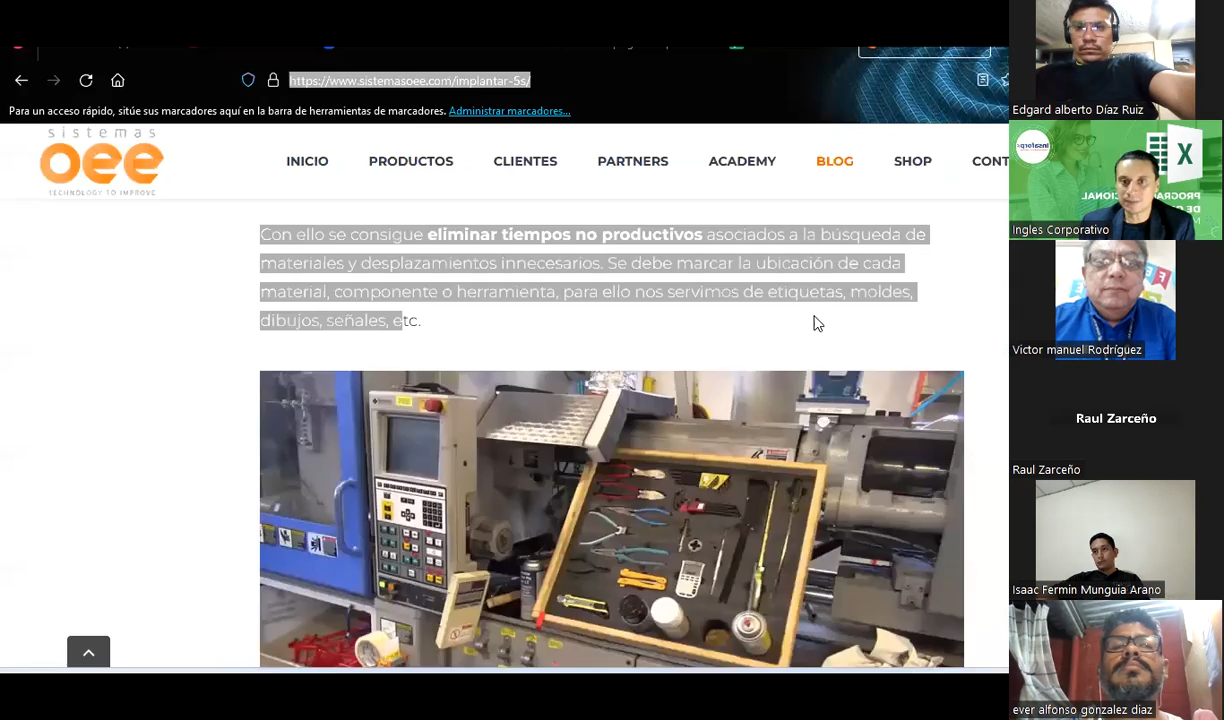 https://www.sistemasoee.com/implantar-5s/
Para un acceso rápido, sitúe sus marcadores aquí en la barra de herramientas de marcadores. Administrar marcadores...
sistemas
oee
TECHNOLOGY TO IMPROVE
INICIO PRODUCTOS CLIENTES PARTNERS ACADEMY BLOG SHOP CONT
Con ello se consigue eliminar tiempos no productivos asociados a la búsqueda de
materiales y desplazamientos innecesarios. Se debe marcar la ubicación de cada
material, componente o herramienta, para ello nos servimos de etiquetas, moldes,
dibujos, señales, etc.
Edgard alberto Díaz Ruiz
insaforp
X
PROGRAMA
Ingles Corporativo
Victor manuel Rodríguez
Raul Zarceño
Raul Zarceño
Isaac Fermin Munguia Arano
ever alfonso gonzalez diaz